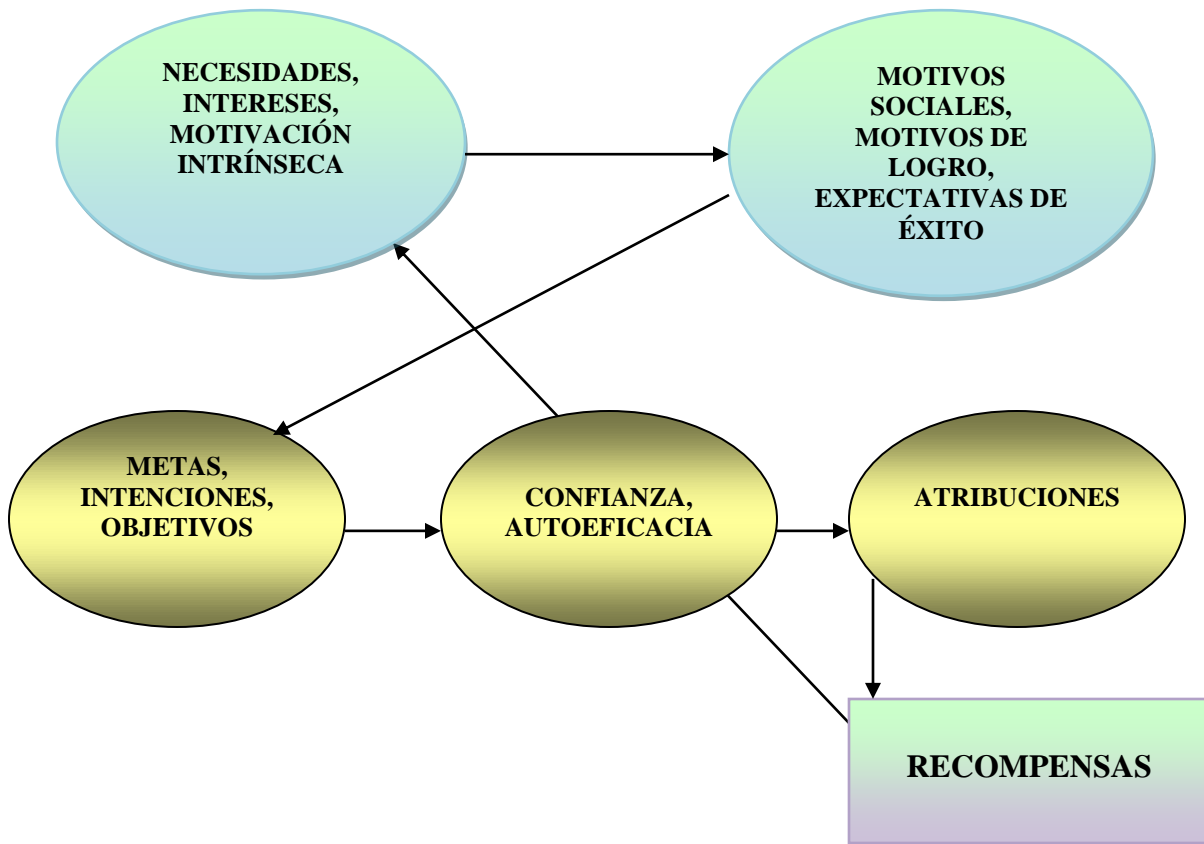 NECESIDADES,
INTERESES,
MOTIVACIÓN
INTRÍNSECA
MOTIVOS
SOCIALES,
MOTIVOS DE
LOGRO,
EXPECTATIVAS DE
ÉXITO
METAS,
INTENCIONES,
OBJETIVOS
CONFIANZA,
AUTOEFICACIA
ATRIBUCIONES
RECOMPENSAS